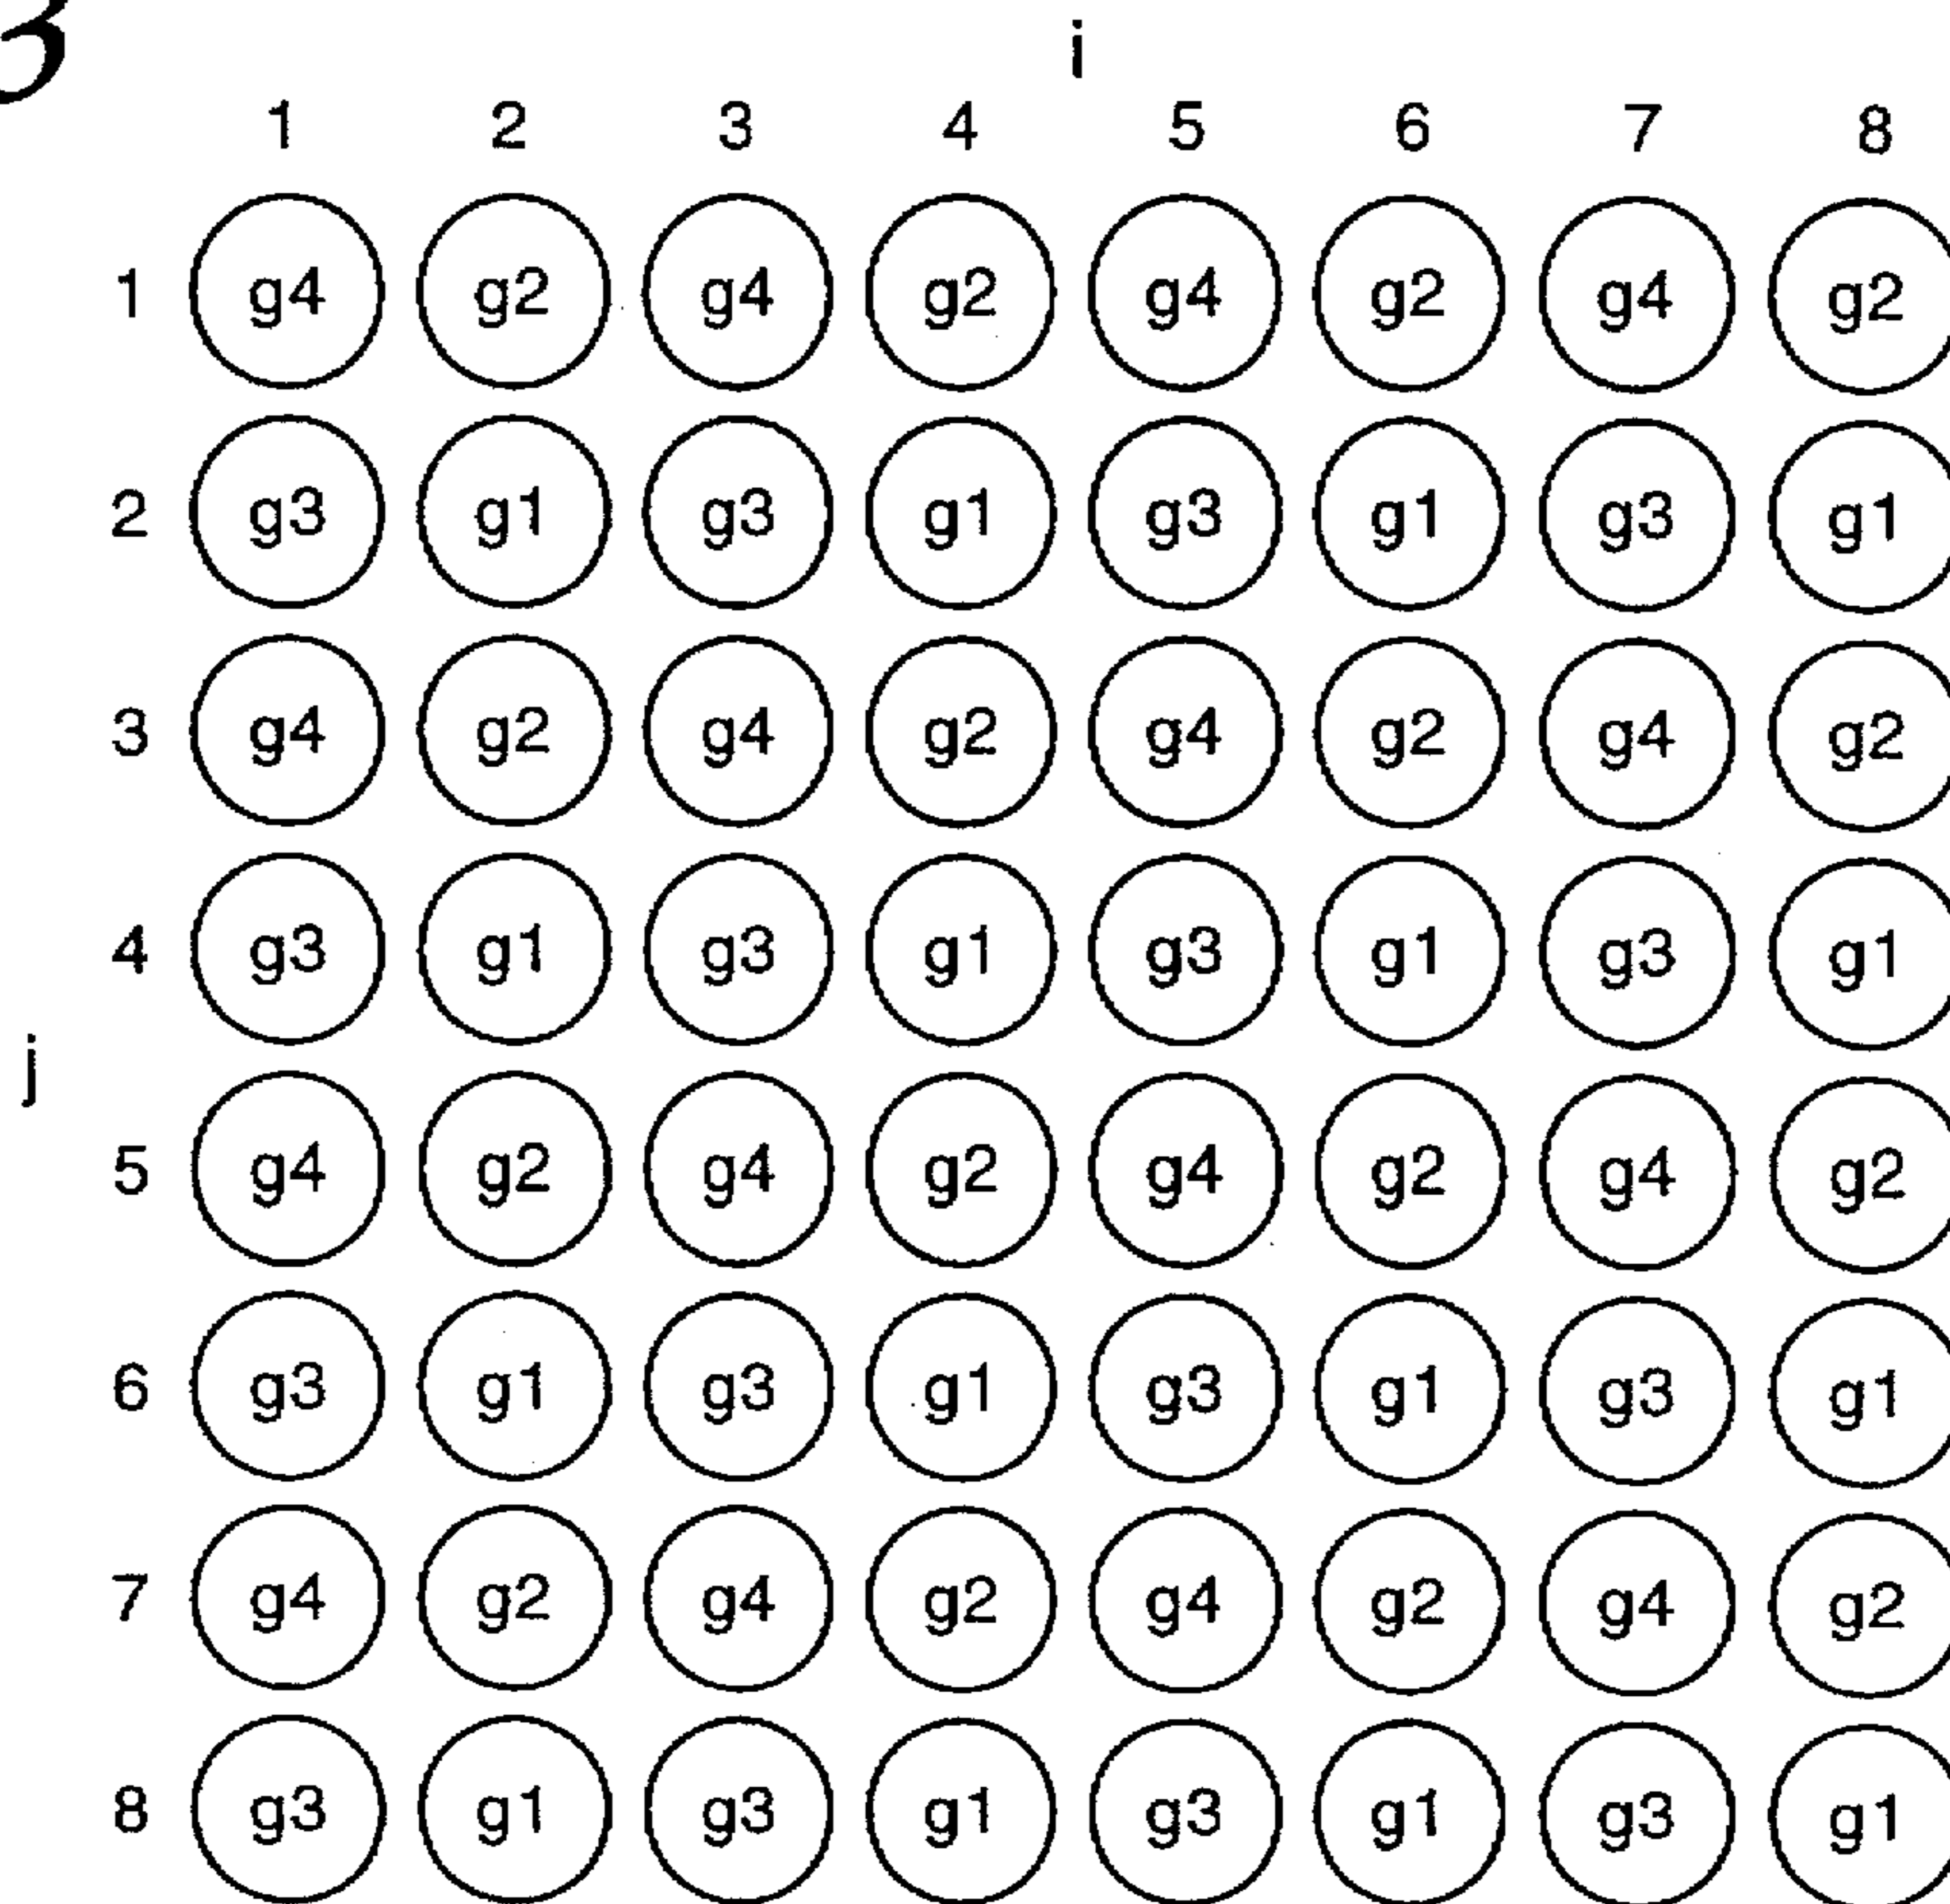 3
i
1 2 3 4 5 6 7 8
1 g4 g2 g4 g2 g4 g2 g4 g2
2 g3 g1 g3 g1 g3 g1 g3 g1
3 g4 g2 g4 g2 g4 g2 g4 g2
4 g3 g1 g3 g1 g3 g1 g3 g1
j
5 g4 g2 g4 g2 g4 g2 g4 g2
6 g3 g1 g3 g1 g3 g1 g3 g1
7 g4 g2 g4 g2 g4 g2 g4 g2
8 g3 g1 g3 g1 g3 g1 g3 g1